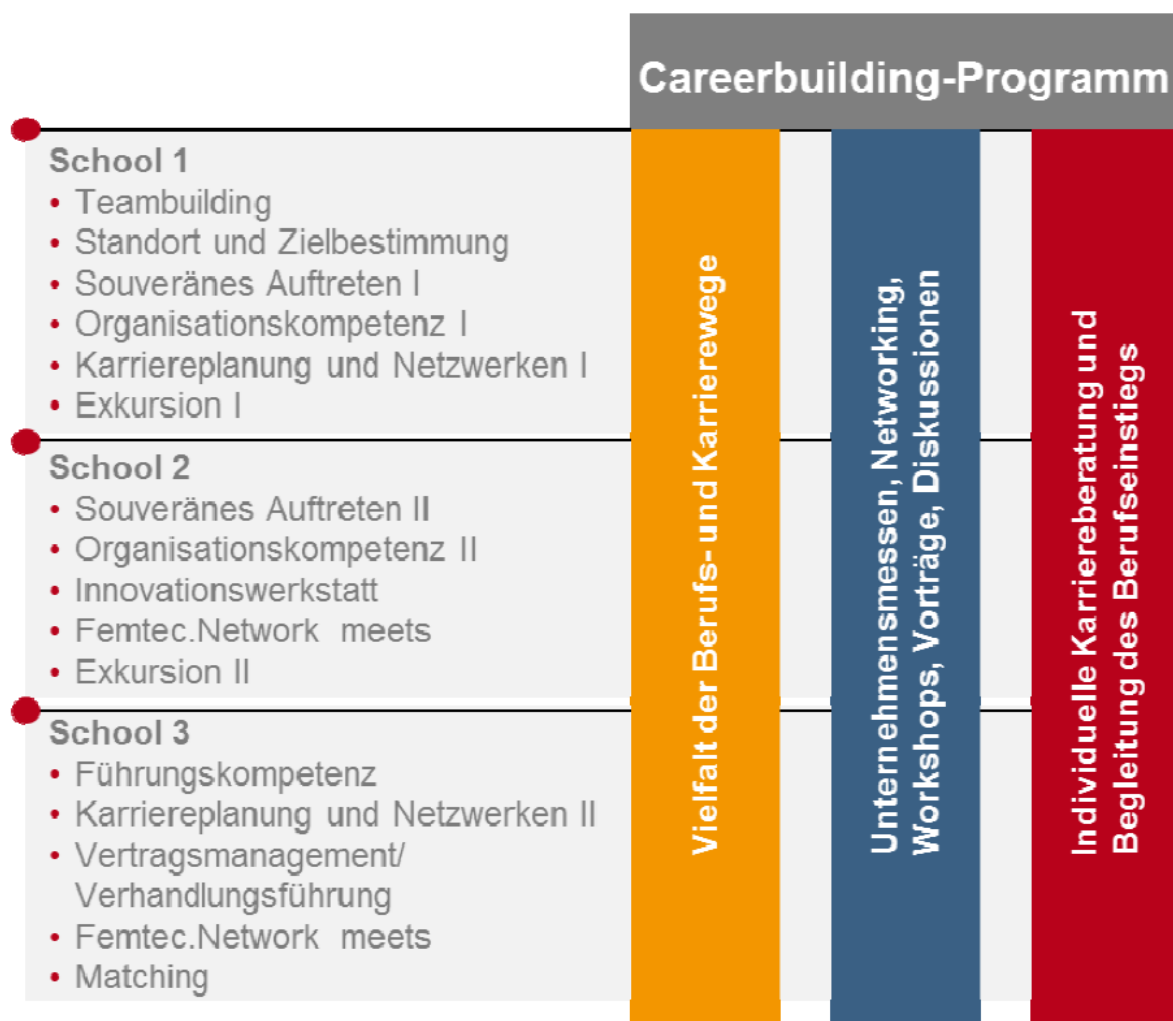 Careerbuilding-Programm
School 1
• Teambuilding
• Standort und Zielbestimmung
• Souveränes Auftreten I
• Organisationskompetenz I
• Karriereplanung und Netzwerken I
• Exkursion I
School 2
• Souveränes Auftreten II
• Organisationskompetenz II
• Innovationswerkstatt
• Femtec.Network meets
• Exkursion II
School 3
• Führungskompetenz
• Karriereplanung und Netzwerken II
• Vertragsmanagement/
Verhandlungsführung
• Femtec.Network meets
• Matching
Vielfalt der Berufs- und Karrierewege
Unternehmensmessen, Networking,
Workshops, Vorträge, Diskussionen
Individuelle Karriereberatung und
Begleitung des Berufseinstiegs